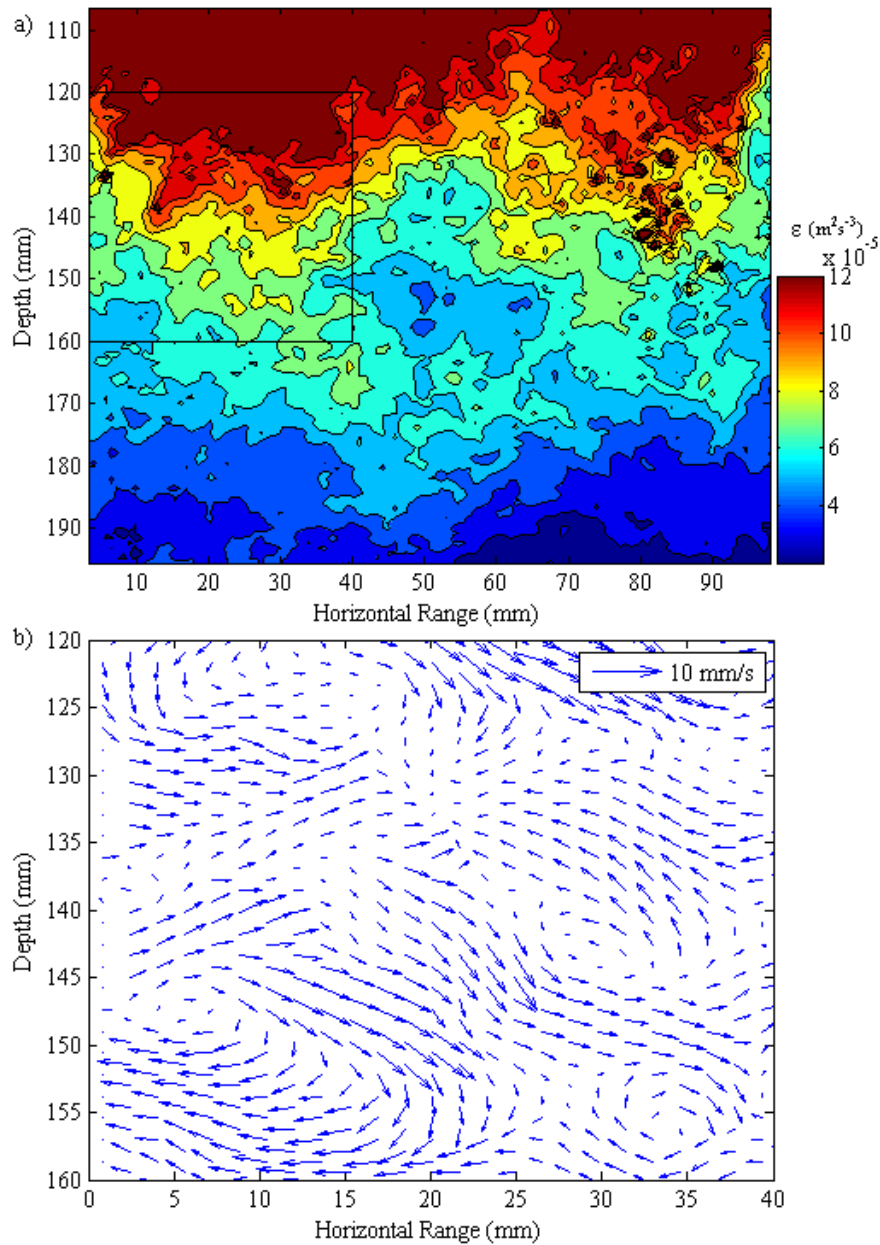 a)
110
120
130
140
150
160
170
180
190
Depth (mm)
10 20 30 40 50 60 70 80 90
Horizontal Range (mm)
ε (m²s⁻³)
x 10⁻⁵
12
10
8
6
4
b)
120
125
130
135
140
145
150
155
160
Depth (mm)
10 mm/s
0 5 10 15 20 25 30 35 40
Horizontal Range (mm)